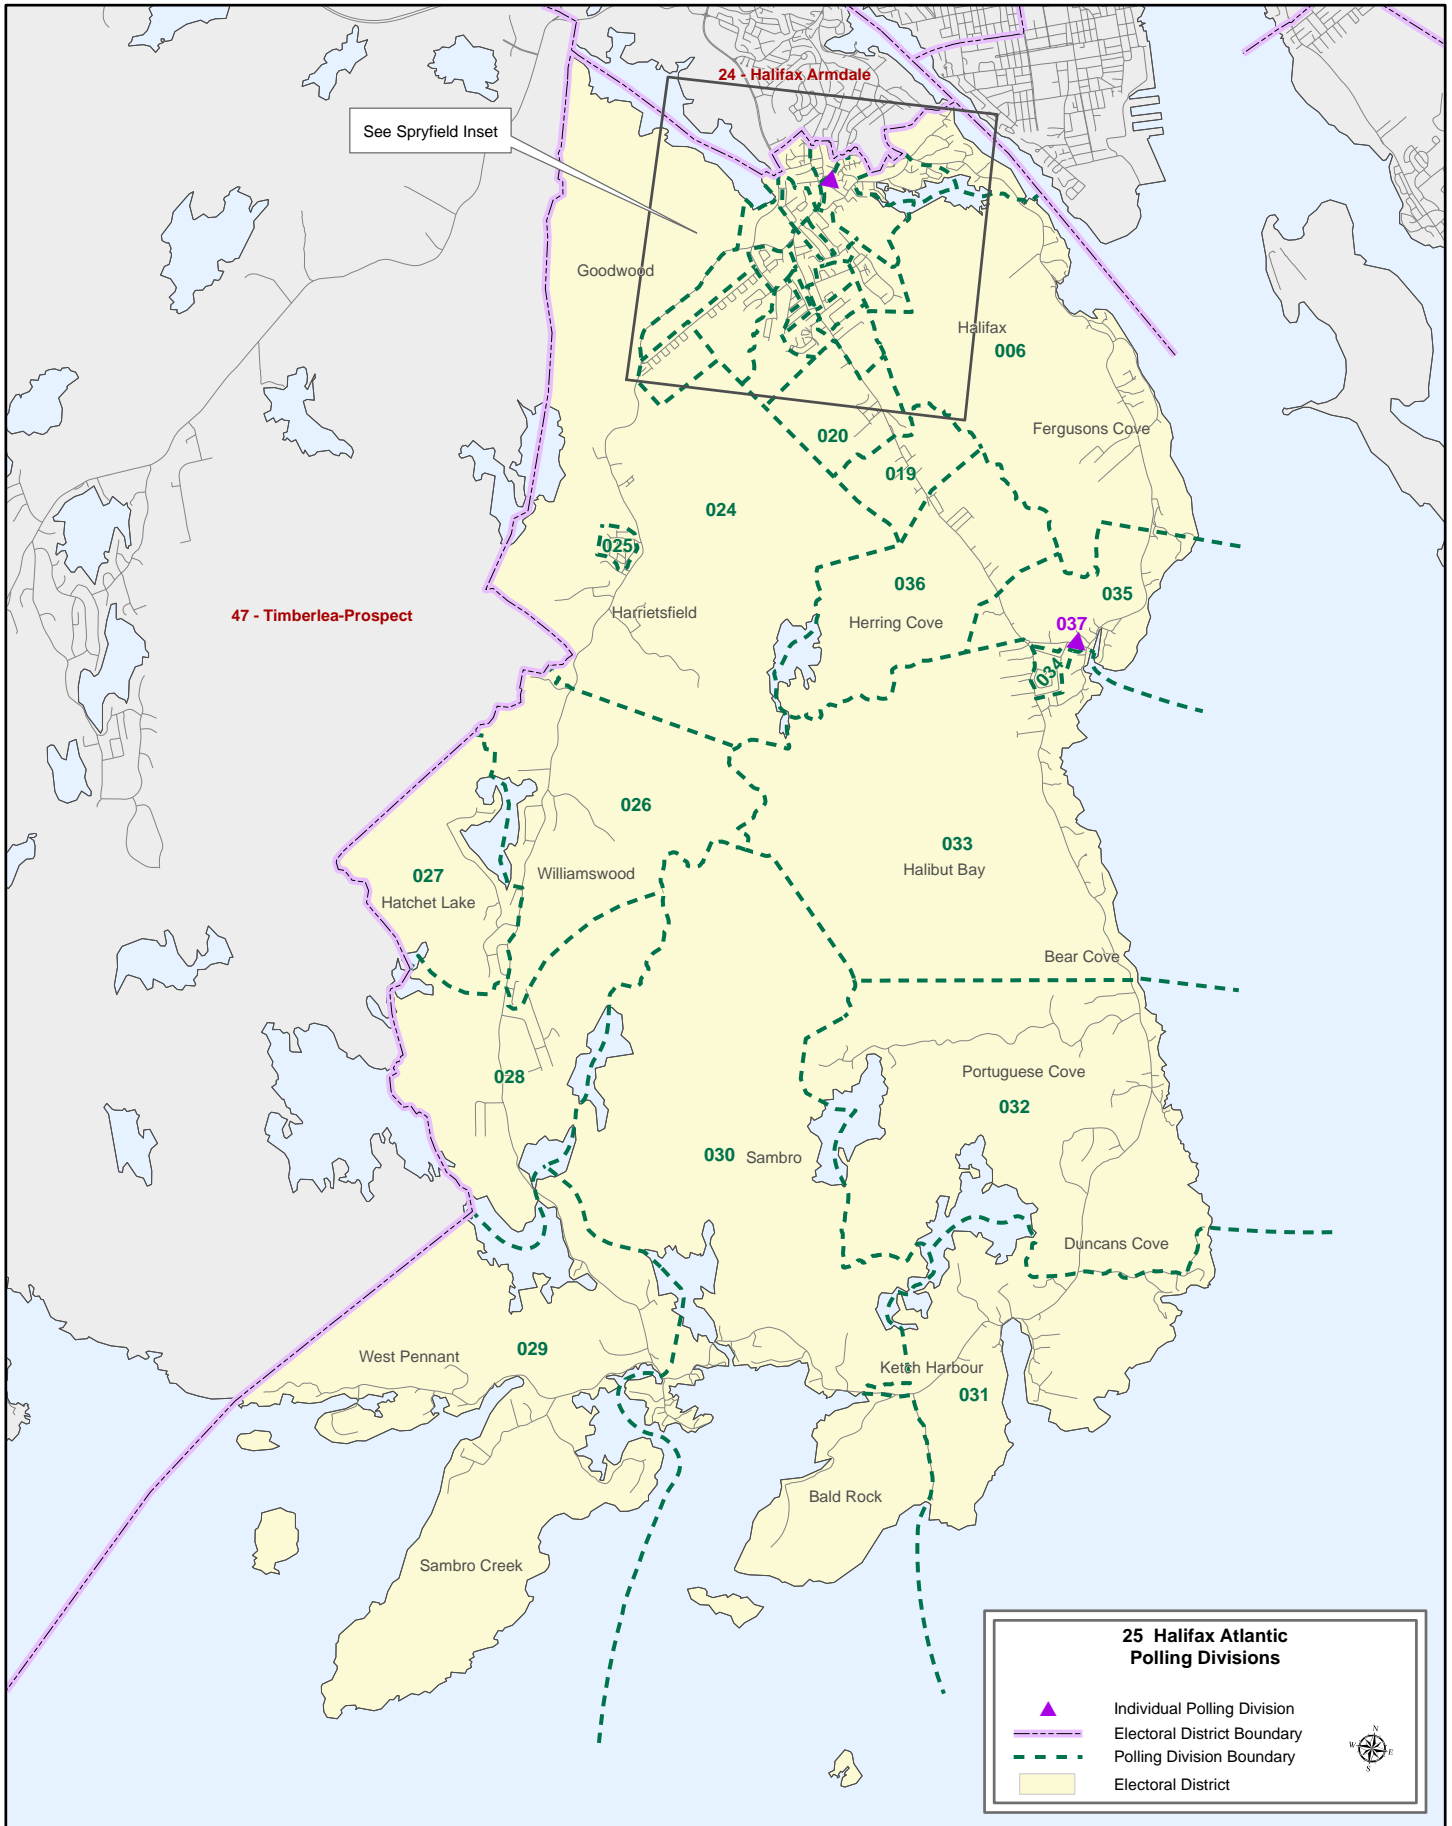 24 - Halifax Armdale
See Spryfield Inset
Goodwood
Halifax
006
Fergusons Cove
020
019
024
025
036
035
Harrietsfield
47 - Timberlea-Prospect
Herring Cove
037
034
026
033
Halibut Bay
027
Williamswood
Hatchet Lake
Bear Cove
028
Portuguese Cove
032
030
Sambro
Duncans Cove
029
West Pennant
Ketch Harbour
031
Bald Rock
Sambro Creek
25 Halifax Atlantic
Polling Divisions
Individual Polling Division
Electoral District Boundary
Polling Division Boundary
Electoral District
N
W
E
S